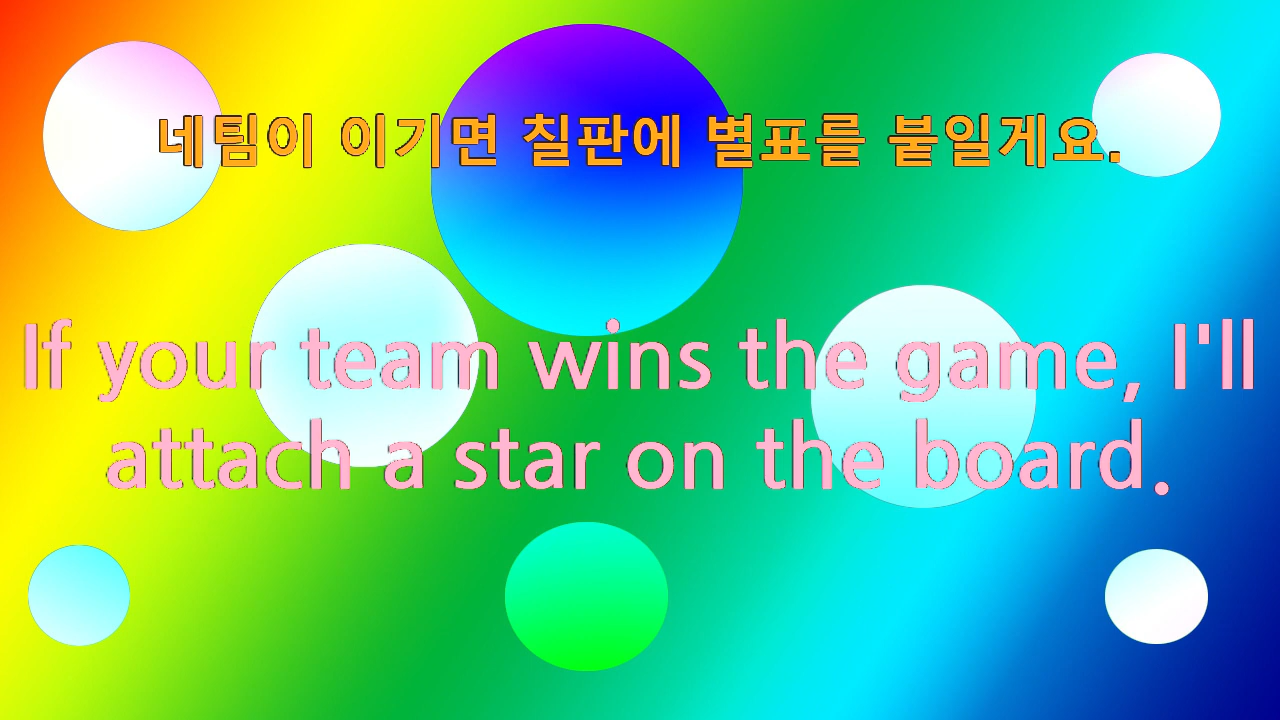 네팀이 이기면 칠판에 별표를 붙일게요.
If your team wins the game, I'll
attach a star on the board.